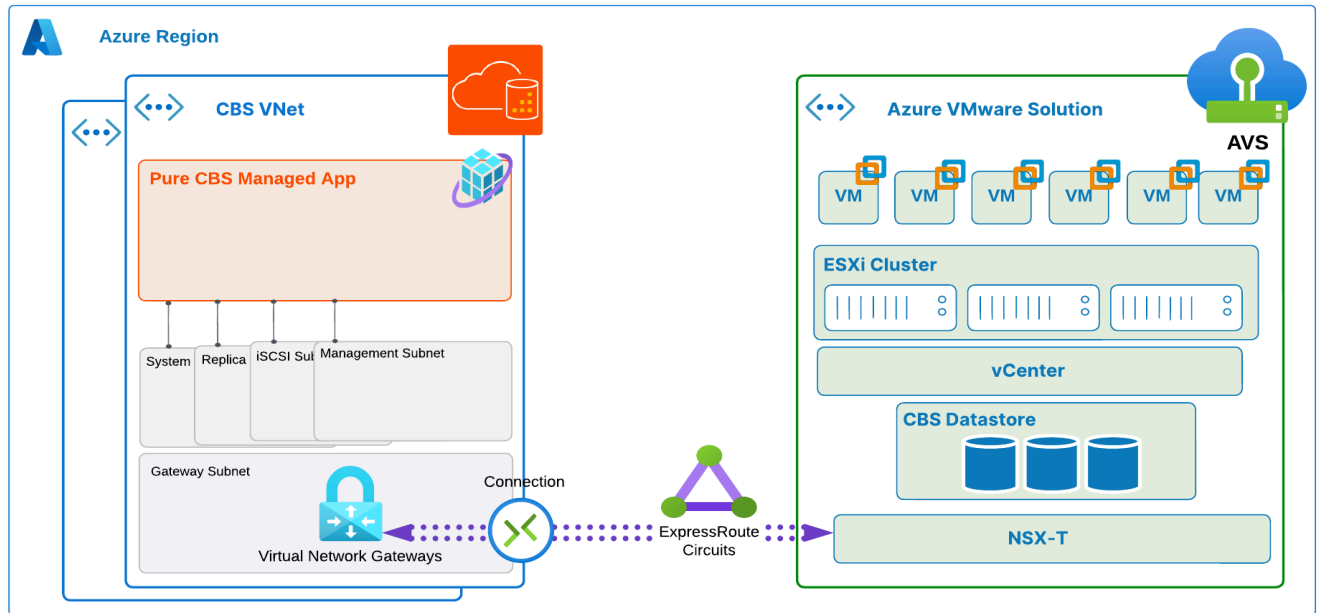 Azure Region
CBS VNet
Pure CBS Managed App
System
Replica
iSCSI Sub
Management Subnet
Gateway Subnet
Virtual Network Gateways
Connection
ExpressRoute
Circuits
Azure VMware Solution
AVS
VM
VM
VM
VM
VM
VM
ESXi Cluster
vCenter
CBS Datastore
NSX-T